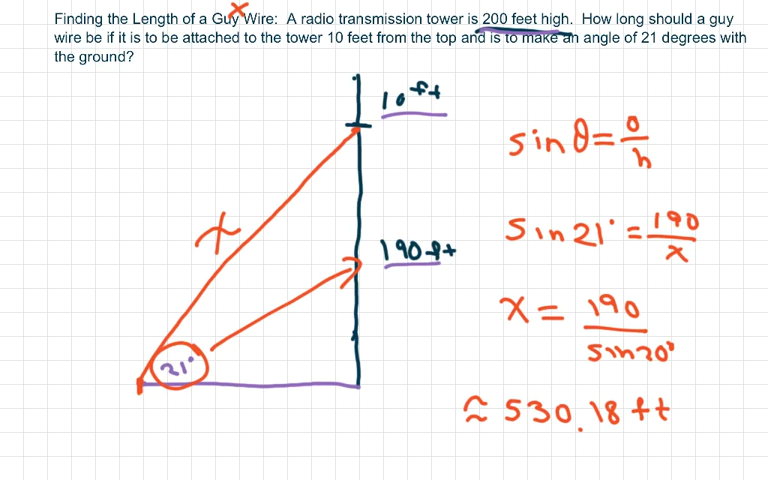 Finding the Length of a Guy Wire: A radio transmission tower is 200 feet high. How long should a guy
wire be if it is to be attached to the tower 10 feet from the top and is to make an angle of 21 degrees with
the ground?
x
10 ft
sin θ = o/h
x
190 ft
sin 21° = 190/x
x = 190/sin 20°
21°
≈ 530.18 ft